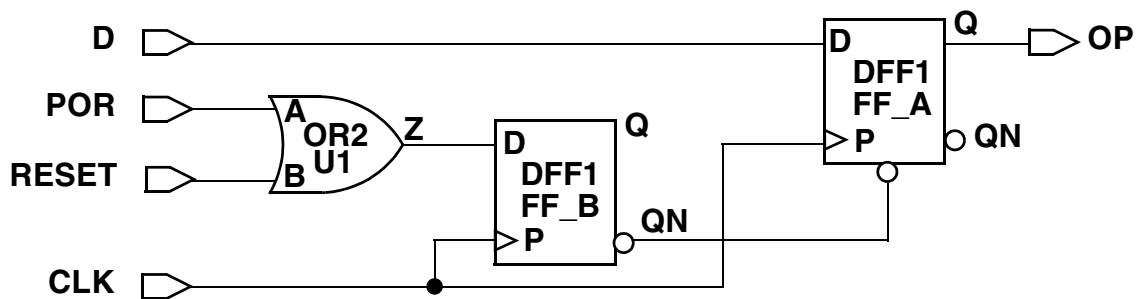 D
D
Q
OP
DFF1
FF_A
P
QN
POR
A
OR2
U1
Z
RESET
B
D
Q
DFF1
FF_B
P
QN
CLK